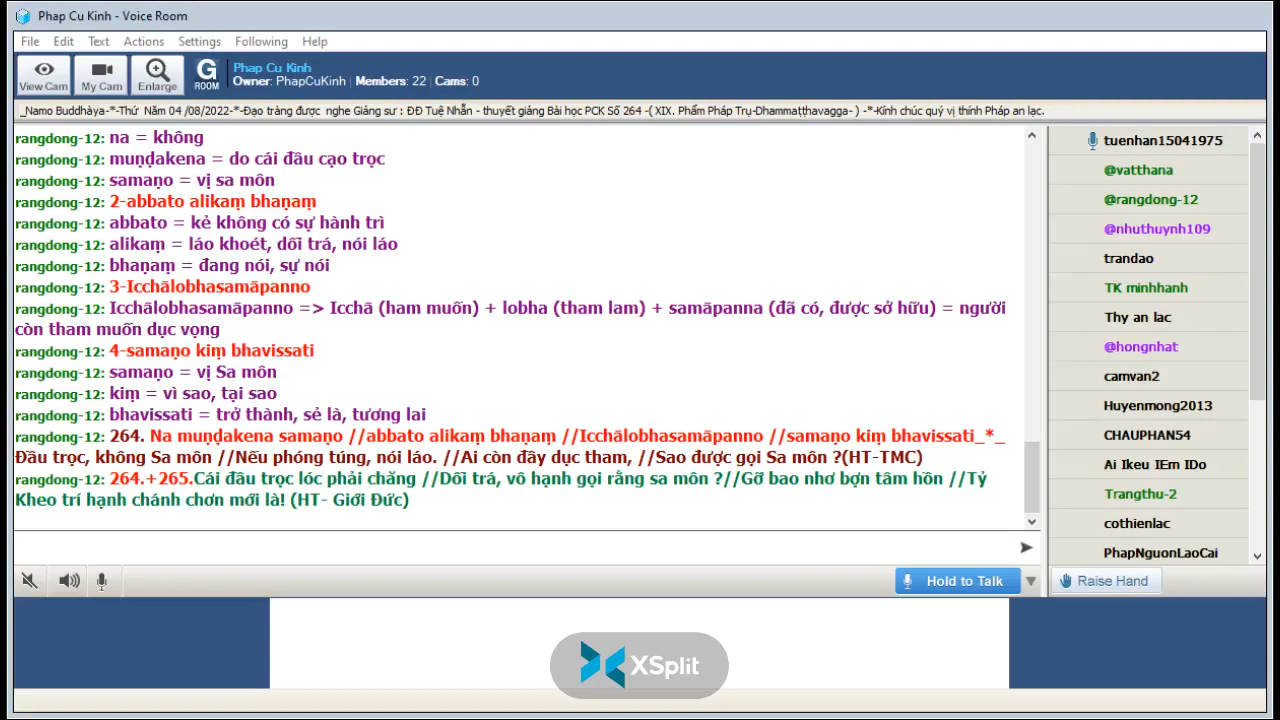 Phap Cu Kinh - Voice Room
File Edit Text Actions Settings Following Help
View Cam My Cam Enlarge G ROOM
Phap Cu Kinh
Owner: PhapCuKinh | Members: 22 | Cams: 0
_Namo Buddhàya-*-Thứ Năm 04 /08/2022-*-Đạo tràng được nghe Giảng sư : ĐĐ Tuệ Nhẫn - thuyết giảng Bài học PCK Số 264 -( XIX. Phẩm Pháp Trụ-Dhammaṭṭhavagga- ) -*-Kính chúc quý vị thính Pháp an lạc.
rangdong-12: na = không
rangdong-12: muṇḍakena = do cái đầu cạo trọc
rangdong-12: samaṇo = vị sa môn
rangdong-12: 2-abbato alikaṃ bhaṇaṃ
rangdong-12: abbato = kẻ không có sự hành trì
rangdong-12: alikaṃ = láo khoét, dối trá, nói láo
rangdong-12: bhaṇaṃ = đang nói, sự nói
rangdong-12: 3-Icchālobhasamāpanno
rangdong-12: Icchālobhasamāpanno => Icchā (ham muốn) + lobha (tham lam) + samāpanna (đã có, được sở hữu) = người
còn tham muốn dục vọng
rangdong-12: 4-samaṇo kiṃ bhavissati
rangdong-12: samaṇo = vị Sa môn
rangdong-12: kiṃ = vì sao, tại sao
rangdong-12: bhavissati = trở thành, sẻ là, tương lai
rangdong-12: 264. Na muṇḍakena samaṇo //abbato alikaṃ bhaṇaṃ //Icchālobhasamāpanno //samaṇo kiṃ bhavissati_*_
Đầu trọc, không Sa môn //Nếu phóng túng, nói láo. //Ai còn đầy dục tham, //Sao được gọi Sa môn ?(HT-TMC)
rangdong-12: 264.+265.Cái đầu trọc lóc phải chăng //Dối trá, vô hạnh gọi rằng sa môn ?//Gỡ bao nhơ bợn tâm hồn //Tỷ
Kheo trí hạnh chánh chơn mới là! (HT- Giới Đức)
tuenhan15041975
@vatthana
@rangdong-12
@nhuthuynh109
trandao
TK minhhanh
Thy an lac
@hongnhat
camvan2
Huyenmong2013
CHAUPHAN54
Ai Ikeu IEm IDo
Trangthu-2
cothienlac
PhapNguonLaoCai
Hold to Talk
Raise Hand
XSplit